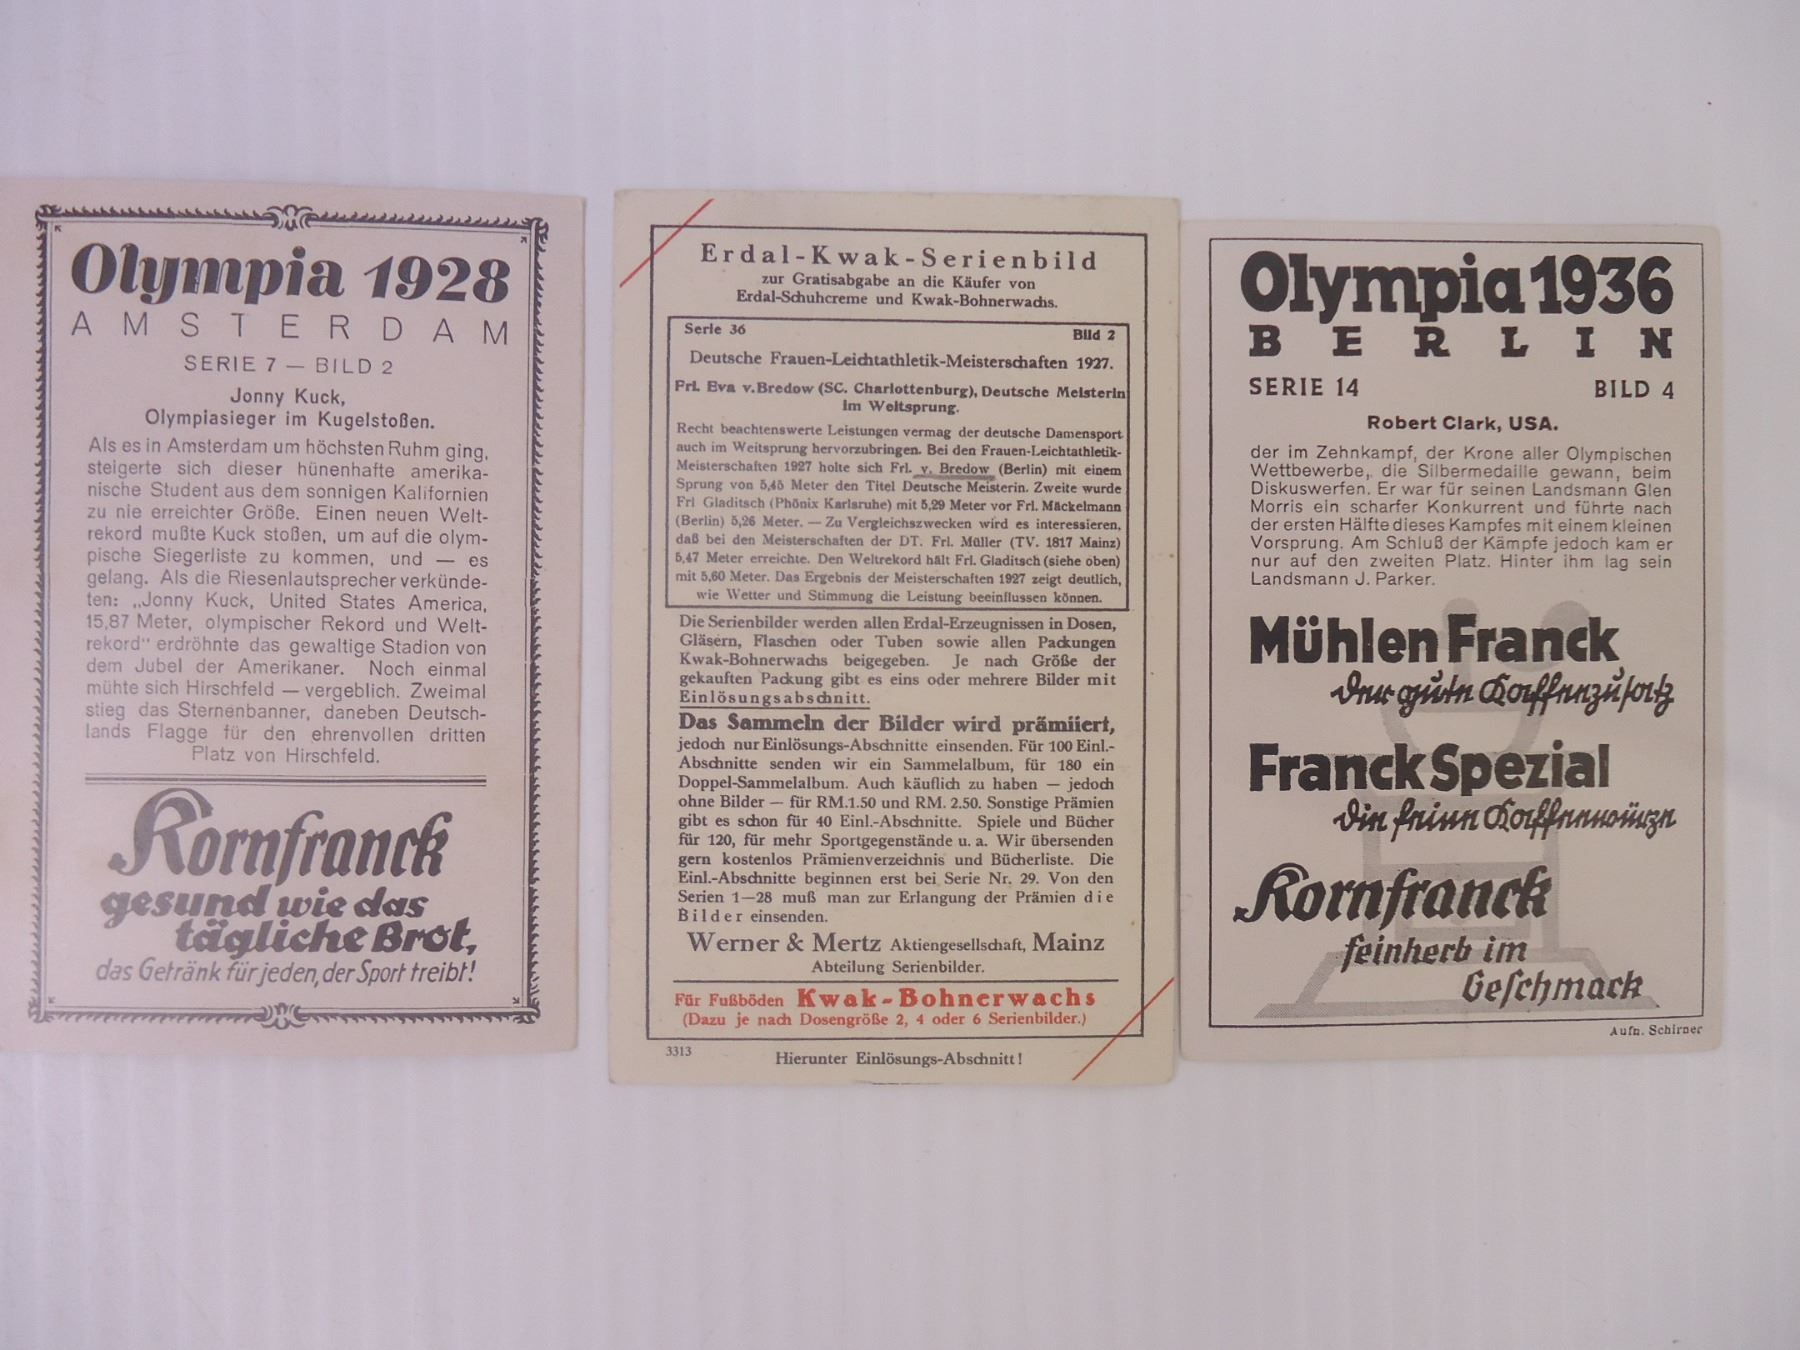 Olympia 1928
AMSTERDAM
SERIE 7 — BILD 2
Jonny Kuck,
Olympiasieger im Kugelstoßen.
Als es in Amsterdam um höchsten Ruhm ging,
steigerte sich dieser hünenhafte amerika-
nische Student aus dem sonnigen Kalifornien
zu nie erreichter Größe. Einen neuen Welt-
rekord mußte Kuck stoßen, um auf die olym-
pische Siegerliste zu kommen, und — es
gelang. Als die Riesenlautsprecher verkünde-
ten: „Jonny Kuck, United States America,
15,87 Meter, olympischer Rekord und Welt-
rekord" erdröhnte das gewaltige Stadion von
dem Jubel der Amerikaner. Noch einmal
mühte sich Hirschfeld — vergeblich. Zweimal
stieg das Sternenbanner, daneben Deutsch-
lands Flagge für den ehrenvollen dritten
Platz von Hirschfeld.
Kornfranck
gesund wie das
tägliche Brot,
das Getränk für jeden, der Sport treibt!
Erdal-Kwak-Serienbild
zur Gratisabgabe an die Käufer von
Erdal-Schuhcreme und Kwak-Bohnerwachs.
Serie 36 Bild 2
Deutsche Frauen-Leichtathletik-Meisterschaften 1927.
Frl. Eva v. Bredow (SC. Charlottenburg), Deutsche Meisterin
im Weitsprung.
Recht beachtenswerte Leistungen vermag der deutsche Damensport
auch im Weitsprung hervorzubringen. Bei den Frauen-Leichtathletik-
Meisterschaften 1927 holte sich Frl. v. Bredow (Berlin) mit einem
Sprung von 5,45 Meter den Titel Deutsche Meisterin. Zweite wurde
Frl Gladitsch (Phönix Karlsruhe) mit 5,29 Meter vor Frl. Mäckelmann
(Berlin) 5,26 Meter. — Zu Vergleichszwecken wird es interessieren,
daß bei den Meisterschaften der DT. Frl. Müller (TV. 1817 Mainz)
5,47 Meter erreichte. Den Weltrekord hält Frl. Gladitsch (siehe oben)
mit 5,60 Meter. Das Ergebnis der Meisterschaften 1927 zeigt deutlich,
wie Wetter und Stimmung die Leistung beeinflussen können.
Die Serienbilder werden allen Erdal-Erzeugnissen in Dosen,
Gläsern, Flaschen oder Tuben sowie allen Packungen
Kwak-Bohnerwachs beigegeben. Je nach Größe der
gekauften Packung gibt es eins oder mehrere Bilder mit
Einlösungsabschnitt.
Das Sammeln der Bilder wird prämiiert,
jedoch nur Einlösungs-Abschnitte einsenden. Für 100 Einl.-
Abschnitte senden wir ein Sammelalbum, für 180 ein
Doppel-Sammelalbum. Auch käuflich zu haben — jedoch
ohne Bilder — für RM.1.50 und RM. 2.50. Sonstige Prämien
gibt es schon für 40 Einl.-Abschnitte. Spiele und Bücher
für 120, für mehr Sportgegenstände u. a. Wir übersenden
gern kostenlos Prämienverzeichnis und Bücherliste. Die
Einl.-Abschnitte beginnen erst bei Serie Nr. 29. Von den
Serien 1—28 muß man zur Erlangung der Prämien die
Bilder einsenden.
Werner & Mertz Aktiengesellschaft, Mainz
Abteilung Serienbilder.
Für Fußböden Kwak-Bohnerwachs
(Dazu je nach Dosengröße 2, 4 oder 6 Serienbilder.)
3313 Hierunter Einlösungs-Abschnitt!
Olympia 1936
BERLIN
SERIE 14 BILD 4
Robert Clark, USA.
der im Zehnkampf, der Krone aller Olympischen
Wettbewerbe, die Silbermedaille gewann, beim
Diskuswerfen. Er war für seinen Landsmann Glen
Morris ein scharfer Konkurrent und führte nach
der ersten Hälfte dieses Kampfes mit einem kleinen
Vorsprung. Am Schluß der Kämpfe jedoch kam er
nur auf den zweiten Platz. Hinter ihm lag sein
Landsmann J. Parker.
Mühlen Franck
der gute Kaffeezusatz
Franck Spezial
die feine Kaffeewürze
Kornfranck
feinherb im
Geschmack
Aufn. Schirner